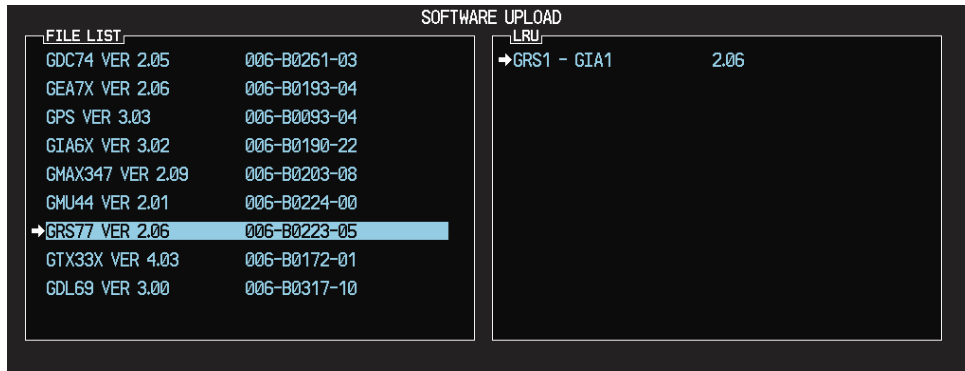 SOFTWARE UPLOAD
FILE LIST
GDC74 VER 2.05 006-B0261-03
GEA7X VER 2.06 006-B0193-04
GPS VER 3.03 006-B0093-04
GIA6X VER 3.02 006-B0190-22
GMAX347 VER 2.09 006-B0203-08
GMU44 VER 2.01 006-B0224-00
GRS77 VER 2.06 006-B0223-05
GTX33X VER 4.03 006-B0172-01
GDL69 VER 3.00 006-B0317-10
LRU
GRS1 - GIA1 2.06